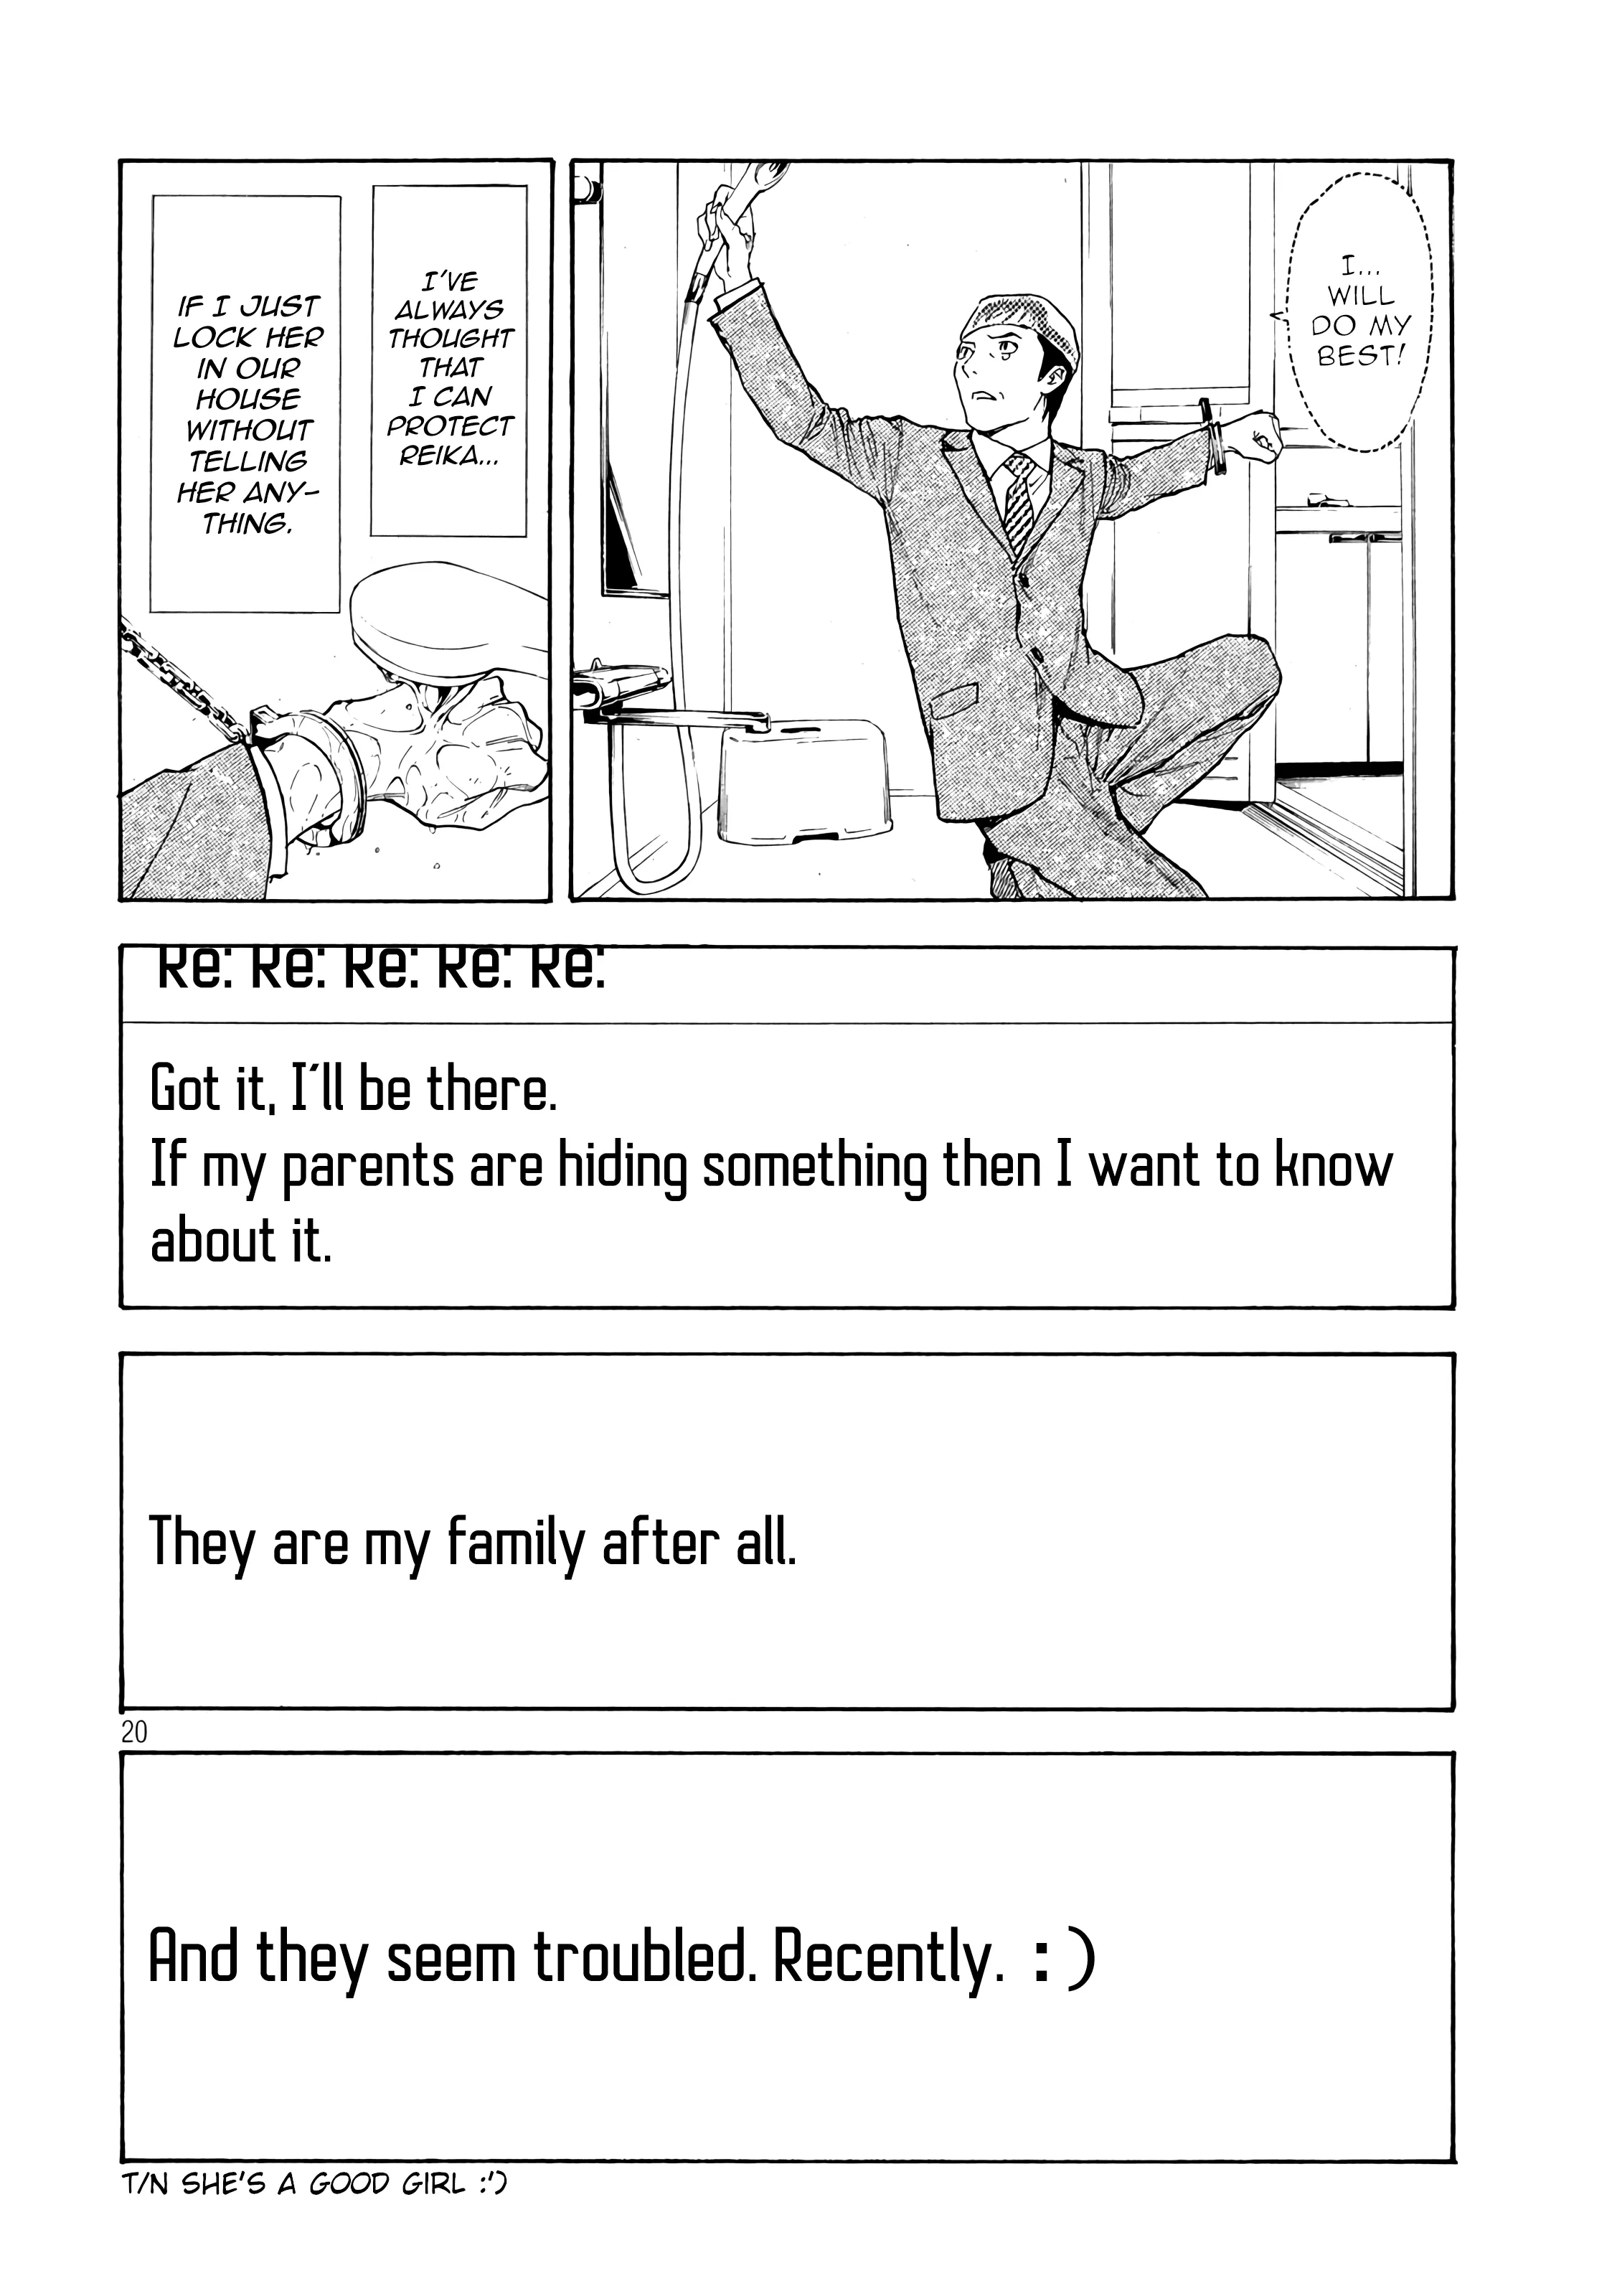 I...
WILL
DO MY
BEST!
I'VE
ALWAYS
THOUGHT
THAT
I CAN
PROTECT
REIKA...
IF I JUST
LOCK HER
IN OUR
HOUSE
WITHOUT
TELLING
HER ANY-
THING.
Re: Re: Re: Re: Re:
Got it, I'll be there.
If my parents are hiding something then I want to know
about it.
They are my family after all.
20
And they seem troubled. Recently. :)
T/N SHE'S A GOOD GIRL :')